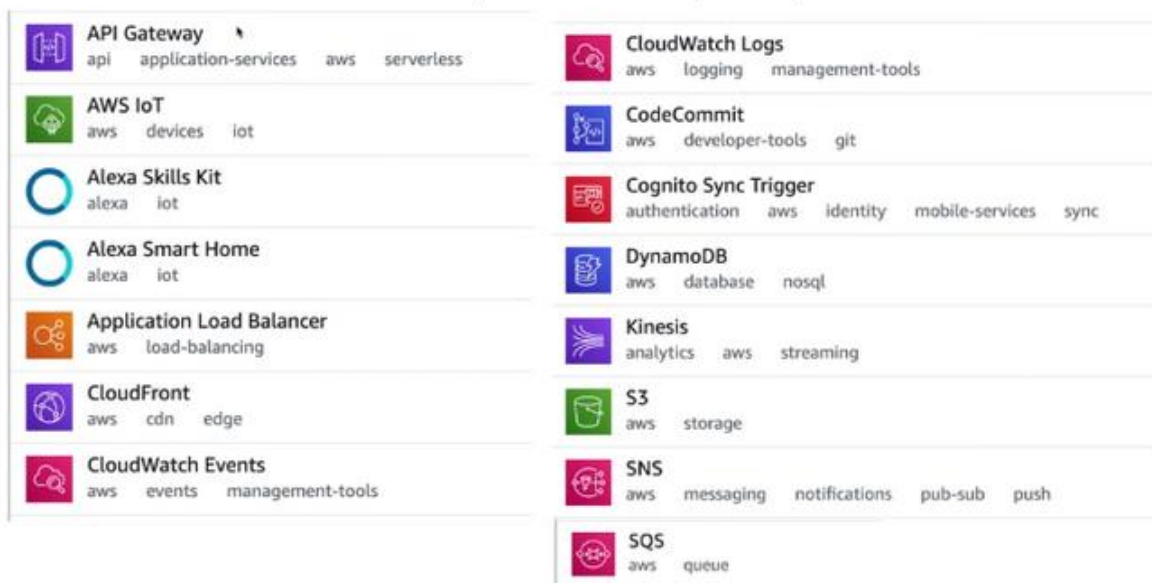 API Gateway
api application-services aws serverless
AWS IoT
aws devices iot
Alexa Skills Kit
alexa iot
Alexa Smart Home
alexa iot
Application Load Balancer
aws load-balancing
CloudFront
aws cdn edge
CloudWatch Events
aws events management-tools
CloudWatch Logs
aws logging management-tools
CodeCommit
aws developer-tools git
Cognito Sync Trigger
authentication aws identity mobile-services sync
DynamoDB
aws database nosql
Kinesis
analytics aws streaming
S3
aws storage
SNS
aws messaging notifications pub-sub push
SQS
aws queue